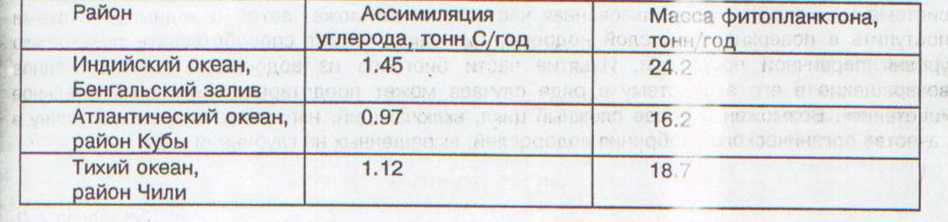 Район Ассимиляция Масса фитопланктона,
углерода, тонн С/год тонн/год
Индийский океан, 1.45 24.2
Бенгальский залив
Атлантический океан, 0.97 16.2
район Кубы
Тихий океан, 1.12 18.7
район Чили